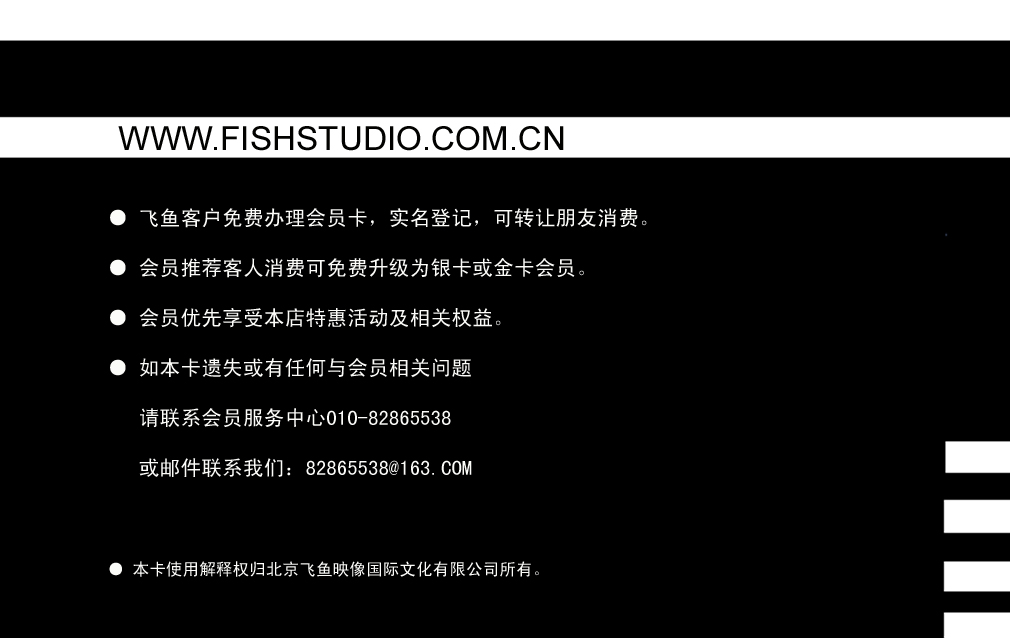 WWW.FISHSTUDIO.COM.CN
● 飞鱼客户免费办理会员卡，实名登记，可转让朋友消费。
● 会员推荐客人消费可免费升级为银卡或金卡会员。
● 会员优先享受本店特惠活动及相关权益。
● 如本卡遗失或有任何与会员相关问题
请联系会员服务中心010-82865538
或邮件联系我们：82865538@163.COM
● 本卡使用解释权归北京飞鱼映像国际文化有限公司所有。